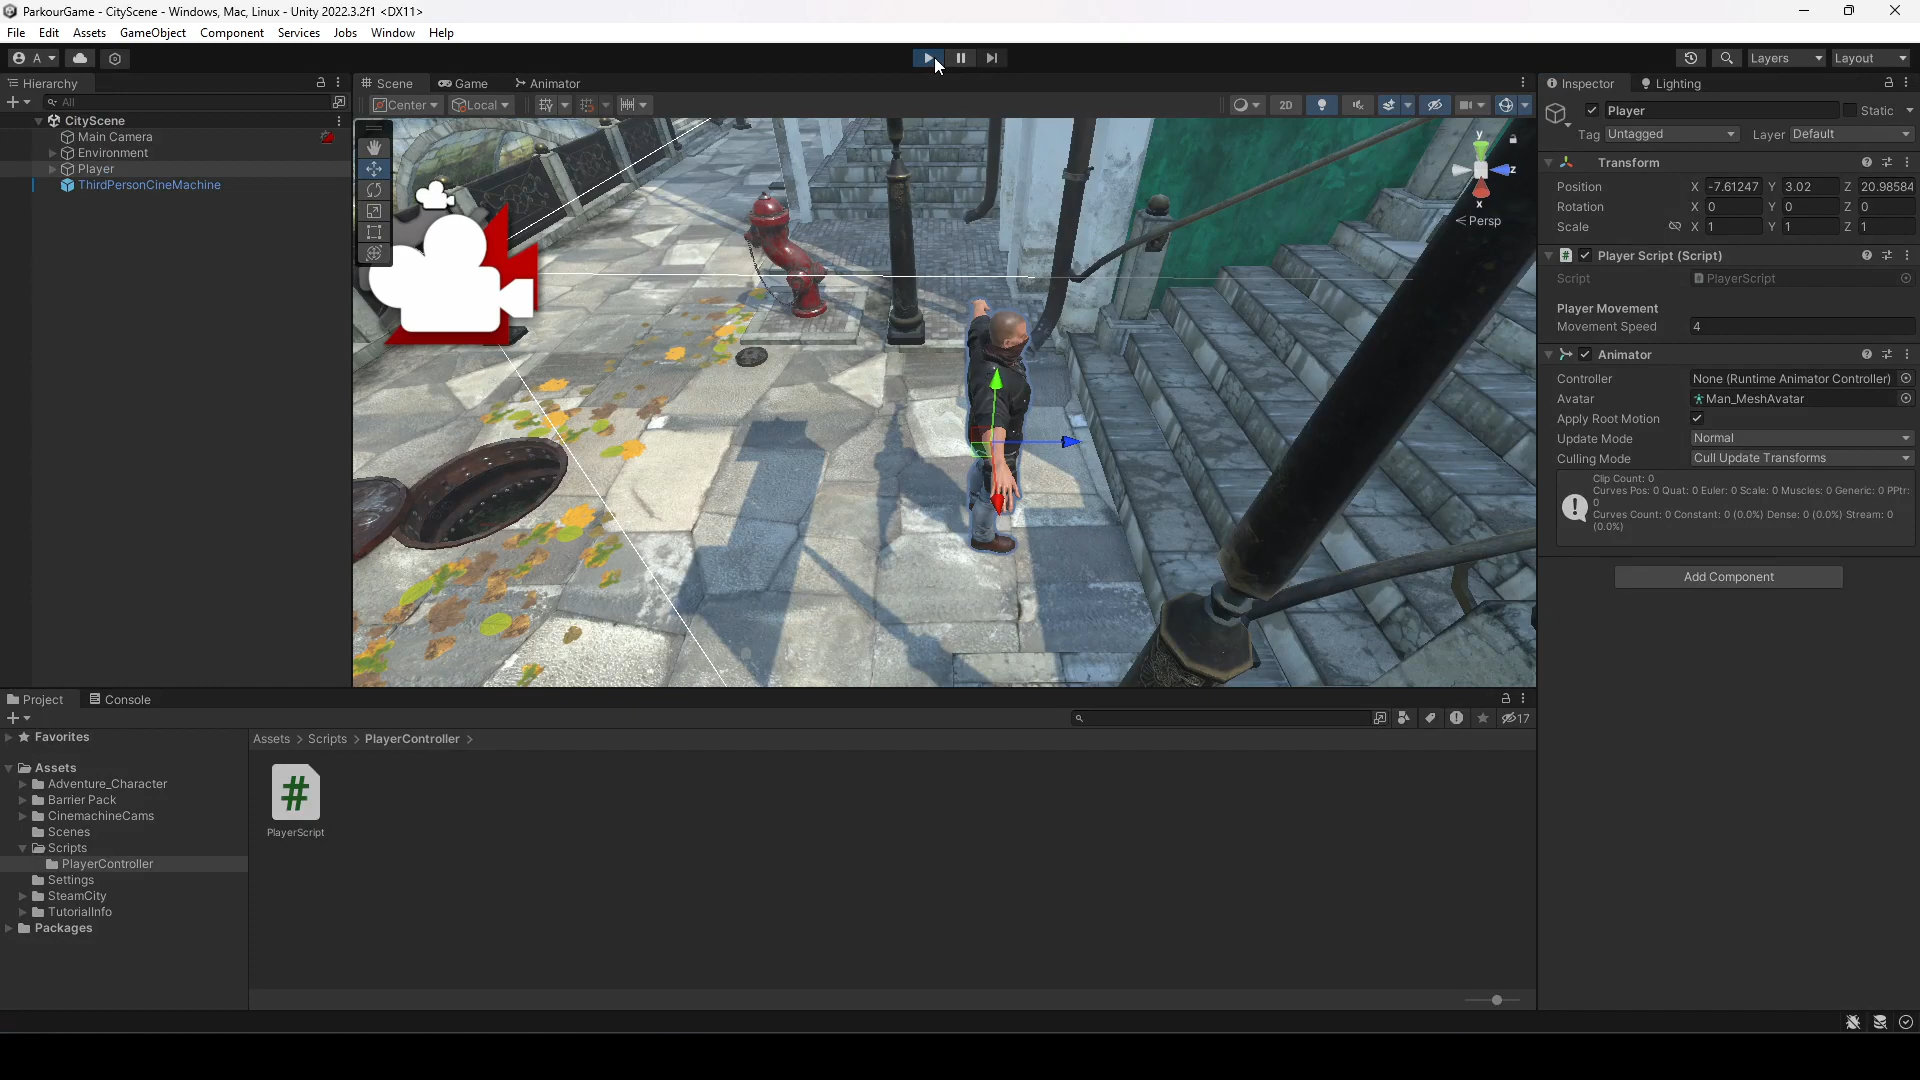 ParkourGame - CityScene - Windows, Mac, Linux - Unity 2022.3.2f1 <DX11>
File Edit Assets GameObject Component Services Jobs Window Help
A Layers Layout
Hierarchy
All
CityScene
Main Camera
Environment
Player
ThirdPersonCineMachine
Scene Game Animator
Center Local 2D
y
z
x
Persp
Inspector Lighting
Player Static
Tag Untagged Layer Default
Transform
Position X -7.61247 Y 3.02 Z 20.98584
Rotation X 0 Y 0 Z 0
Scale X 1 Y 1 Z 1
# Player Script (Script)
Script PlayerScript
Player Movement
Movement Speed 4
Animator
Controller None (Runtime Animator Controller)
Avatar Man_MeshAvatar
Apply Root Motion
Update Mode Normal
Culling Mode Cull Update Transforms
Clip Count: 0
Curves Pos: 0 Quat: 0 Euler: 0 Scale: 0 Muscles: 0 Generic: 0 PPtr:
0
Curves Count: 0 Constant: 0 (0.0%) Dense: 0 (0.0%) Stream: 0
(0.0%)
Add Component
Project Console
17
Favorites
Assets
Adventure_Character
Barrier Pack
CinemachineCams
Scenes
Scripts
PlayerController
Settings
SteamCity
TutorialInfo
Packages
Assets > Scripts > PlayerController >
#
PlayerScript